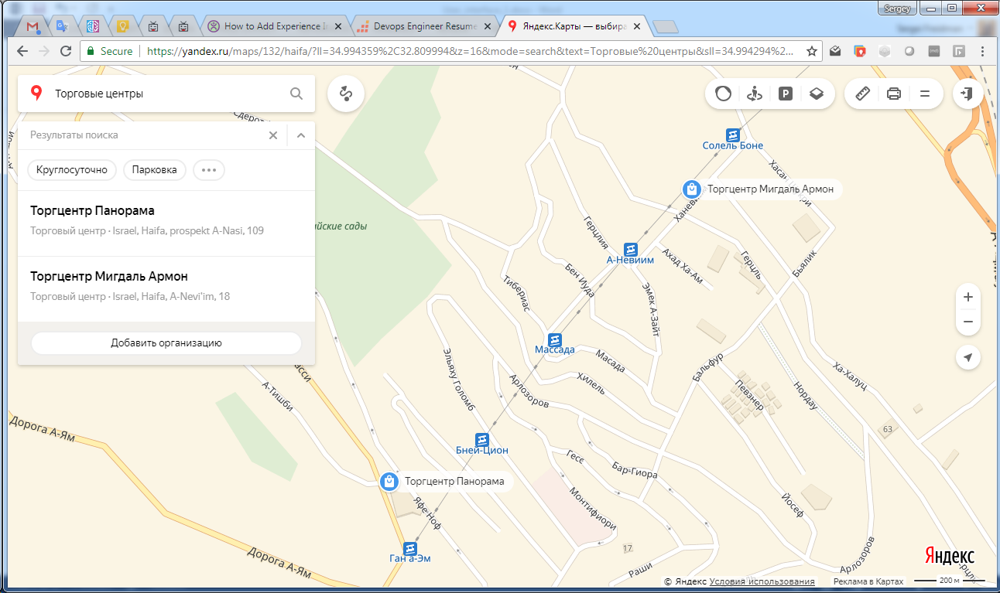 Sergey
How to Add Experience I
Devops Engineer Resume
Яндекс.Карты — выбира
Secure
https://yandex.ru/maps/132/haifa/?ll=34.994359%2C32.809994&z=16&mode=search&text=Торговые%20центры&sll=34.994294%2...
Торговые центры
P
Результаты поиска
Круглосуточно
Парковка
Торгцентр Панорама
Торговый центр · Israel, Haifa, prospekt A-Nasi, 109
Торгцентр Мигдаль Армон
Торговый центр · Israel, Haifa, A-Nevi'im, 18
Добавить организацию
Сдерот
Солель Боне
Торгцентр Мигдаль Армон
йские сады
Герцлия
А-Невиим
Ахад Ха-Ам
Герцль
Бьялик
Бен Иуда
Тибериас
Эмек А-Зайт
Массада
Масада
Хилель
Бальфур
Певзнер
Нордау
Ха-Халуц
Эльяху Голомб
Арлозоров
А-Тишби
асси
Дорога А-Ям
63
Бней-Цион
Гесс
Бар-Гиора
Торгцентр Панорама
Монтифиори
Йосеф
Яфе Ноф
17
Ган а-Эм
Дорога А-Ям
Раши
Арлозоров
Яндекс
© Яндекс Условия использования
Реклама в Картах
200 м